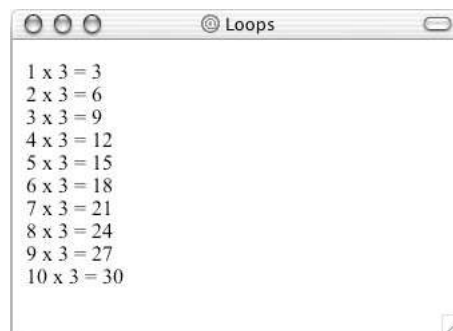 Loops
1 x 3 = 3
2 x 3 = 6
3 x 3 = 9
4 x 3 = 12
5 x 3 = 15
6 x 3 = 18
7 x 3 = 21
8 x 3 = 24
9 x 3 = 27
10 x 3 = 30